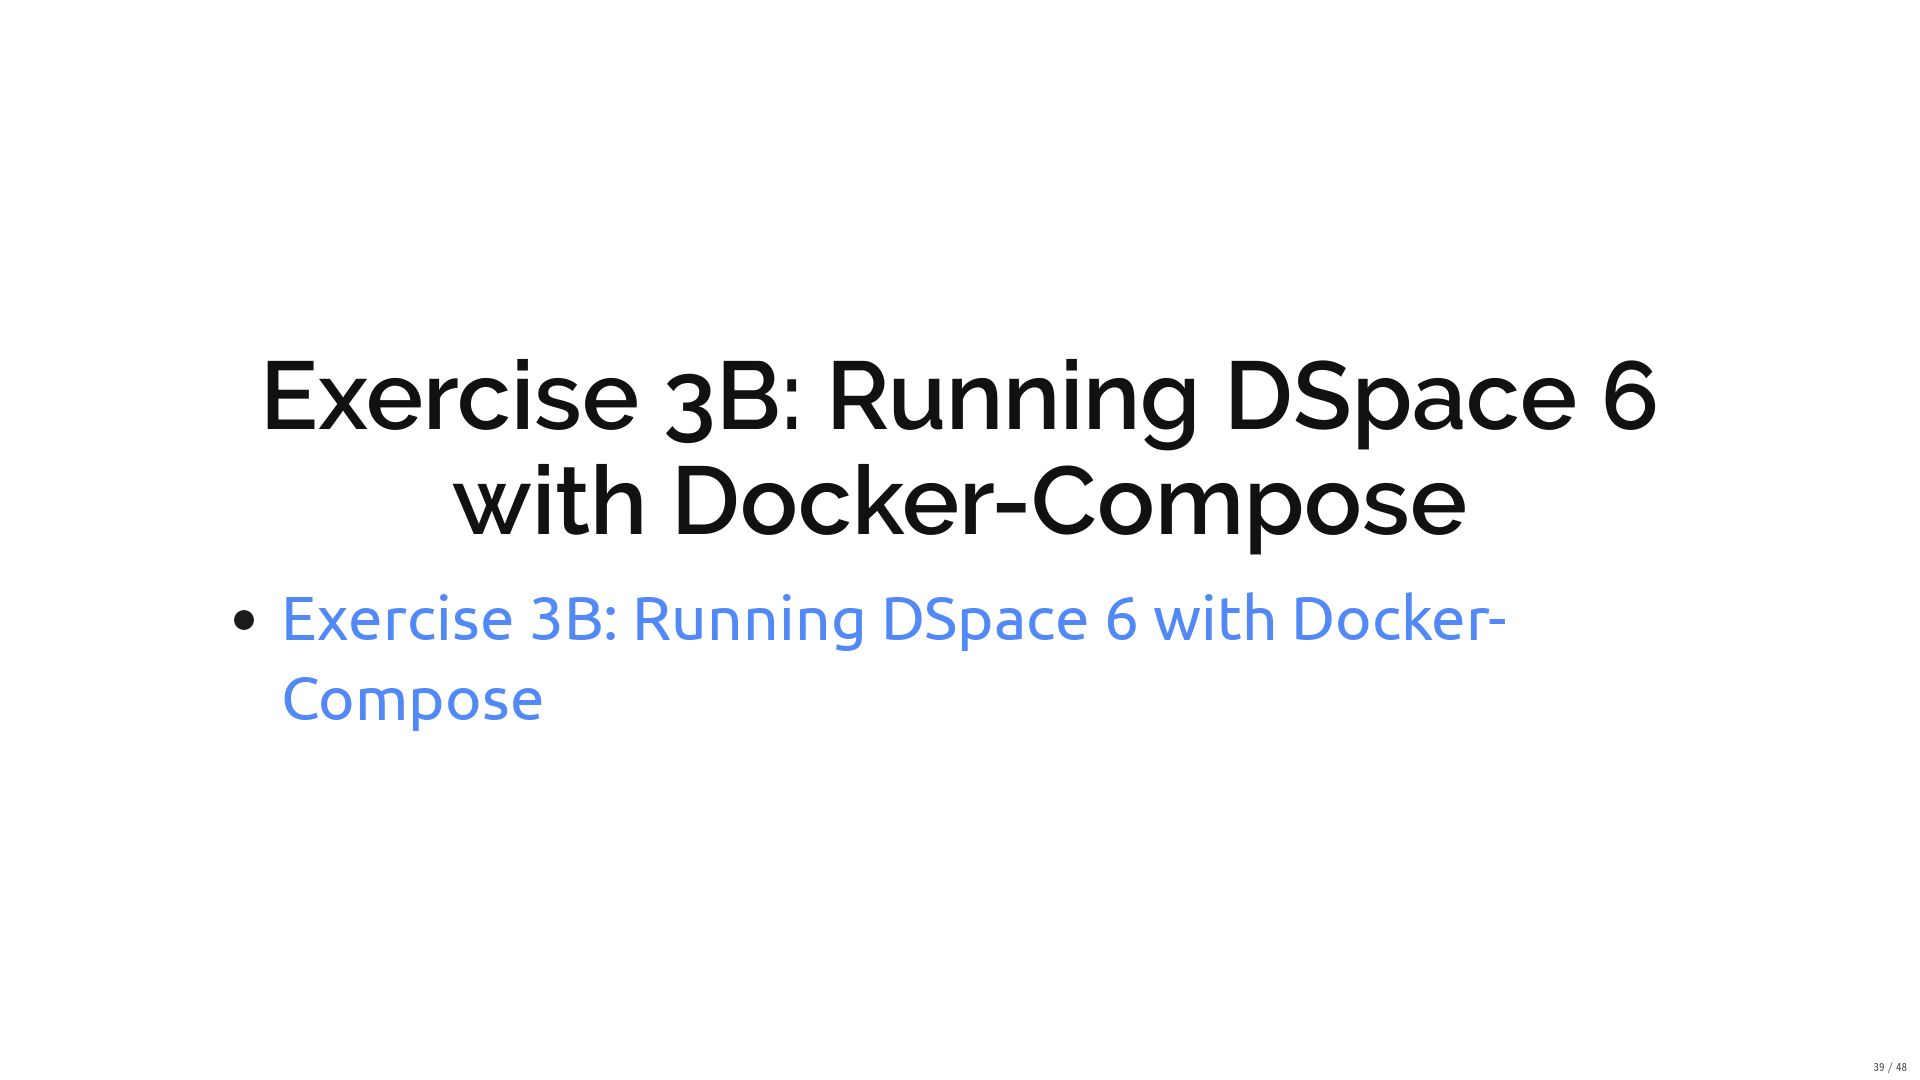 Exercise 3B: Running DSpace 6
with Docker-Compose
• Exercise 3B: Running DSpace 6 with Docker-
Compose
39 / 48